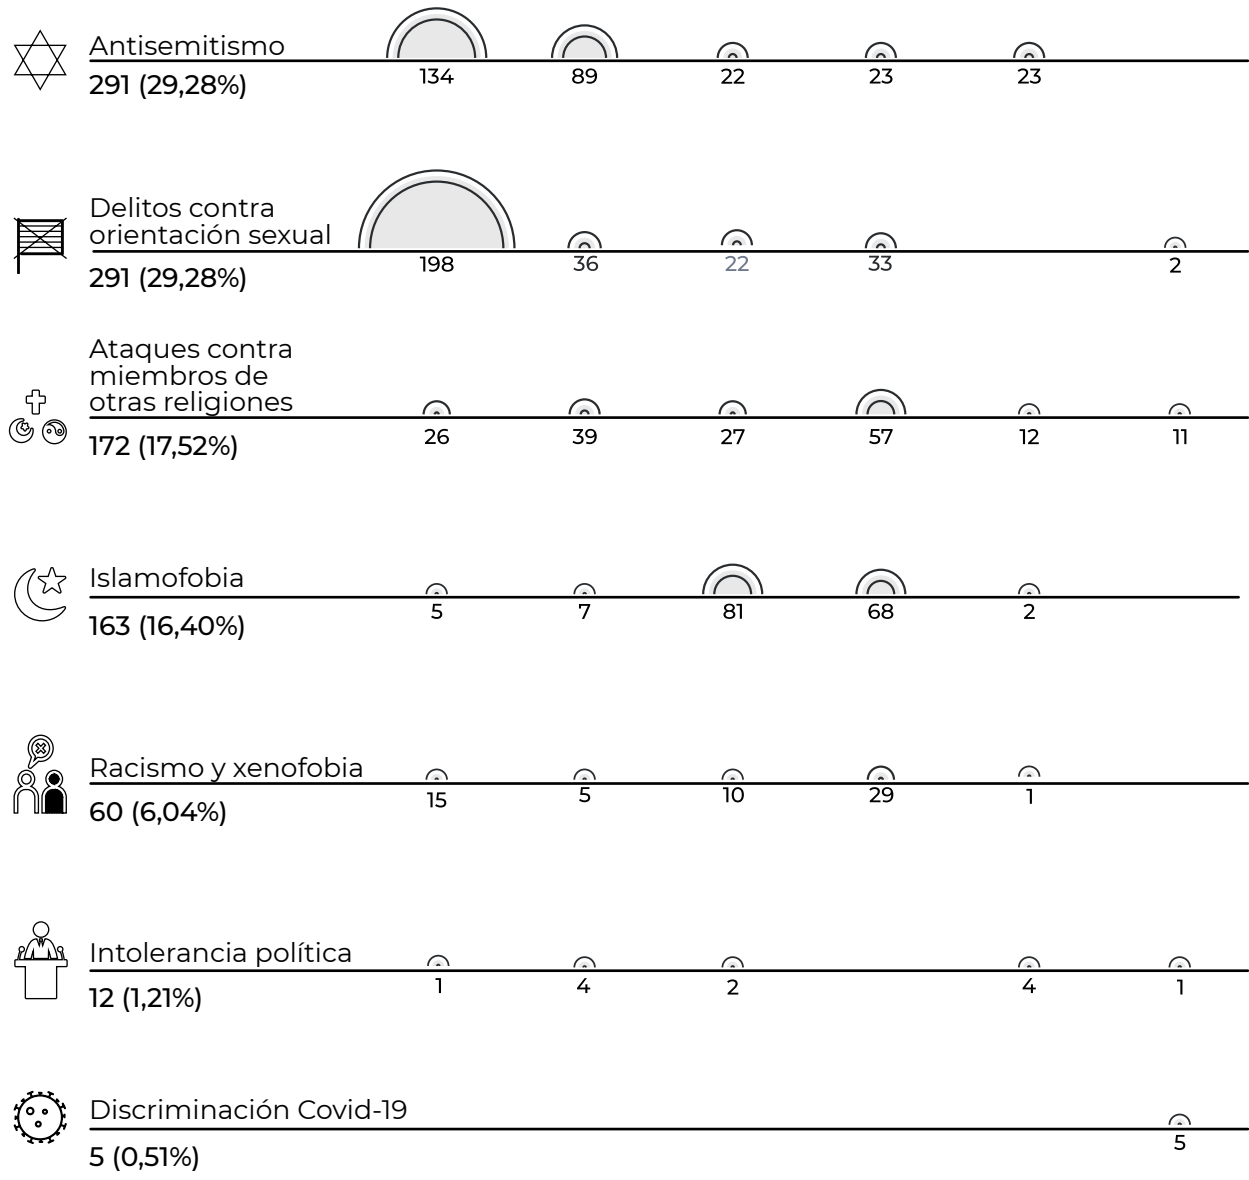 Antisemitismo
134 89 22 23 23
291 (29,28%)
Delitos contra
orientación sexual
198 36 22 33 2
291 (29,28%)
Ataques contra
miembros de
otras religiones
26 39 27 57 12 11
172 (17,52%)
Islamofobia
5 7 81 68 2
163 (16,40%)
Racismo y xenofobia
15 5 10 29 1
60 (6,04%)
Intolerancia política
1 4 2 4 1
12 (1,21%)
Discriminación Covid-19
5
5 (0,51%)